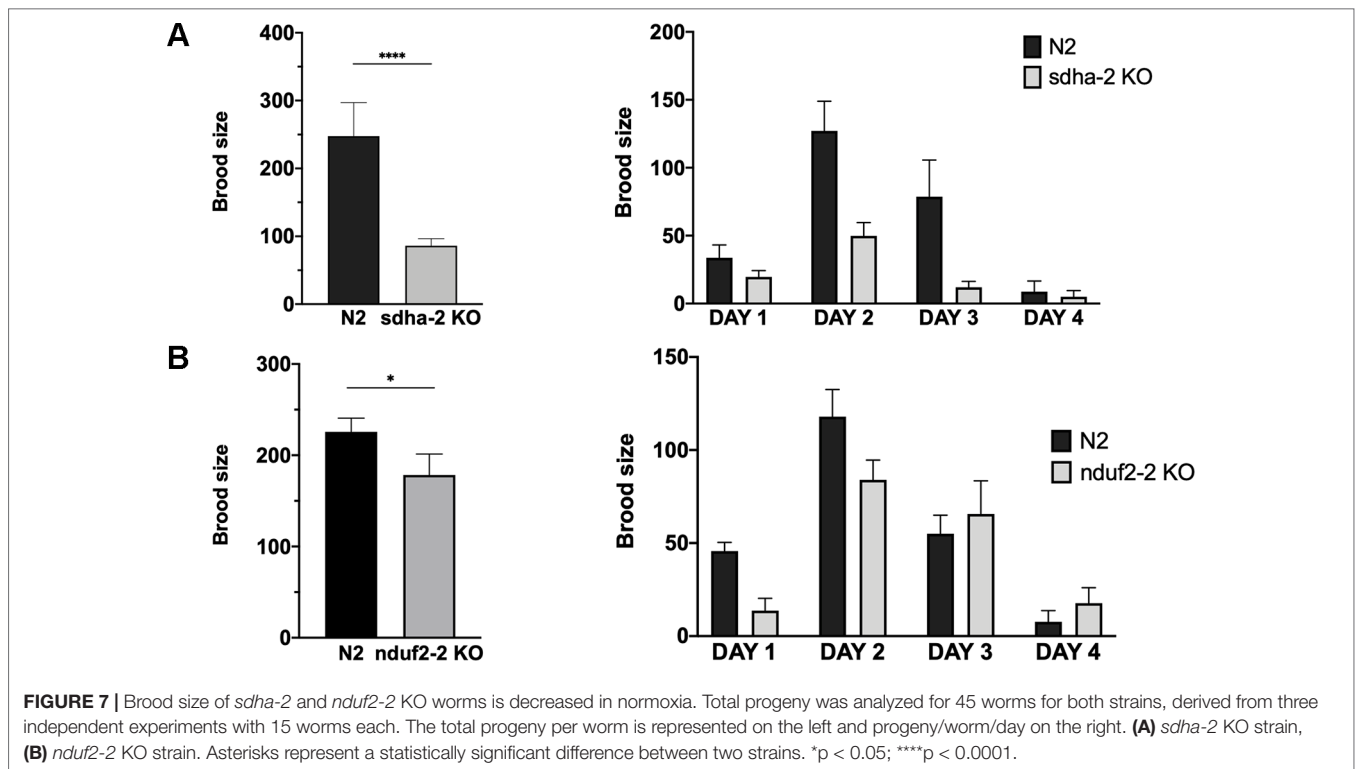 A
400
300
200
100
0
Brood size
****
N2 sdha-2 KO
200
150
100
50
0
Brood size
N2
sdha-2 KO
DAY 1 DAY 2 DAY 3 DAY 4
B
300
200
100
0
Brood size
*
N2 nduf2-2 KO
150
100
50
0
Brood size
N2
nduf2-2 KO
DAY 1 DAY 2 DAY 3 DAY 4
FIGURE 7 | Brood size of sdha-2 and nduf2-2 KO worms is decreased in normoxia. Total progeny was analyzed for 45 worms for both strains, derived from three
independent experiments with 15 worms each. The total progeny per worm is represented on the left and progeny/worm/day on the right. (A) sdha-2 KO strain,
(B) nduf2-2 KO strain. Asterisks represent a statistically significant difference between two strains. *p < 0.05; ****p < 0.0001.